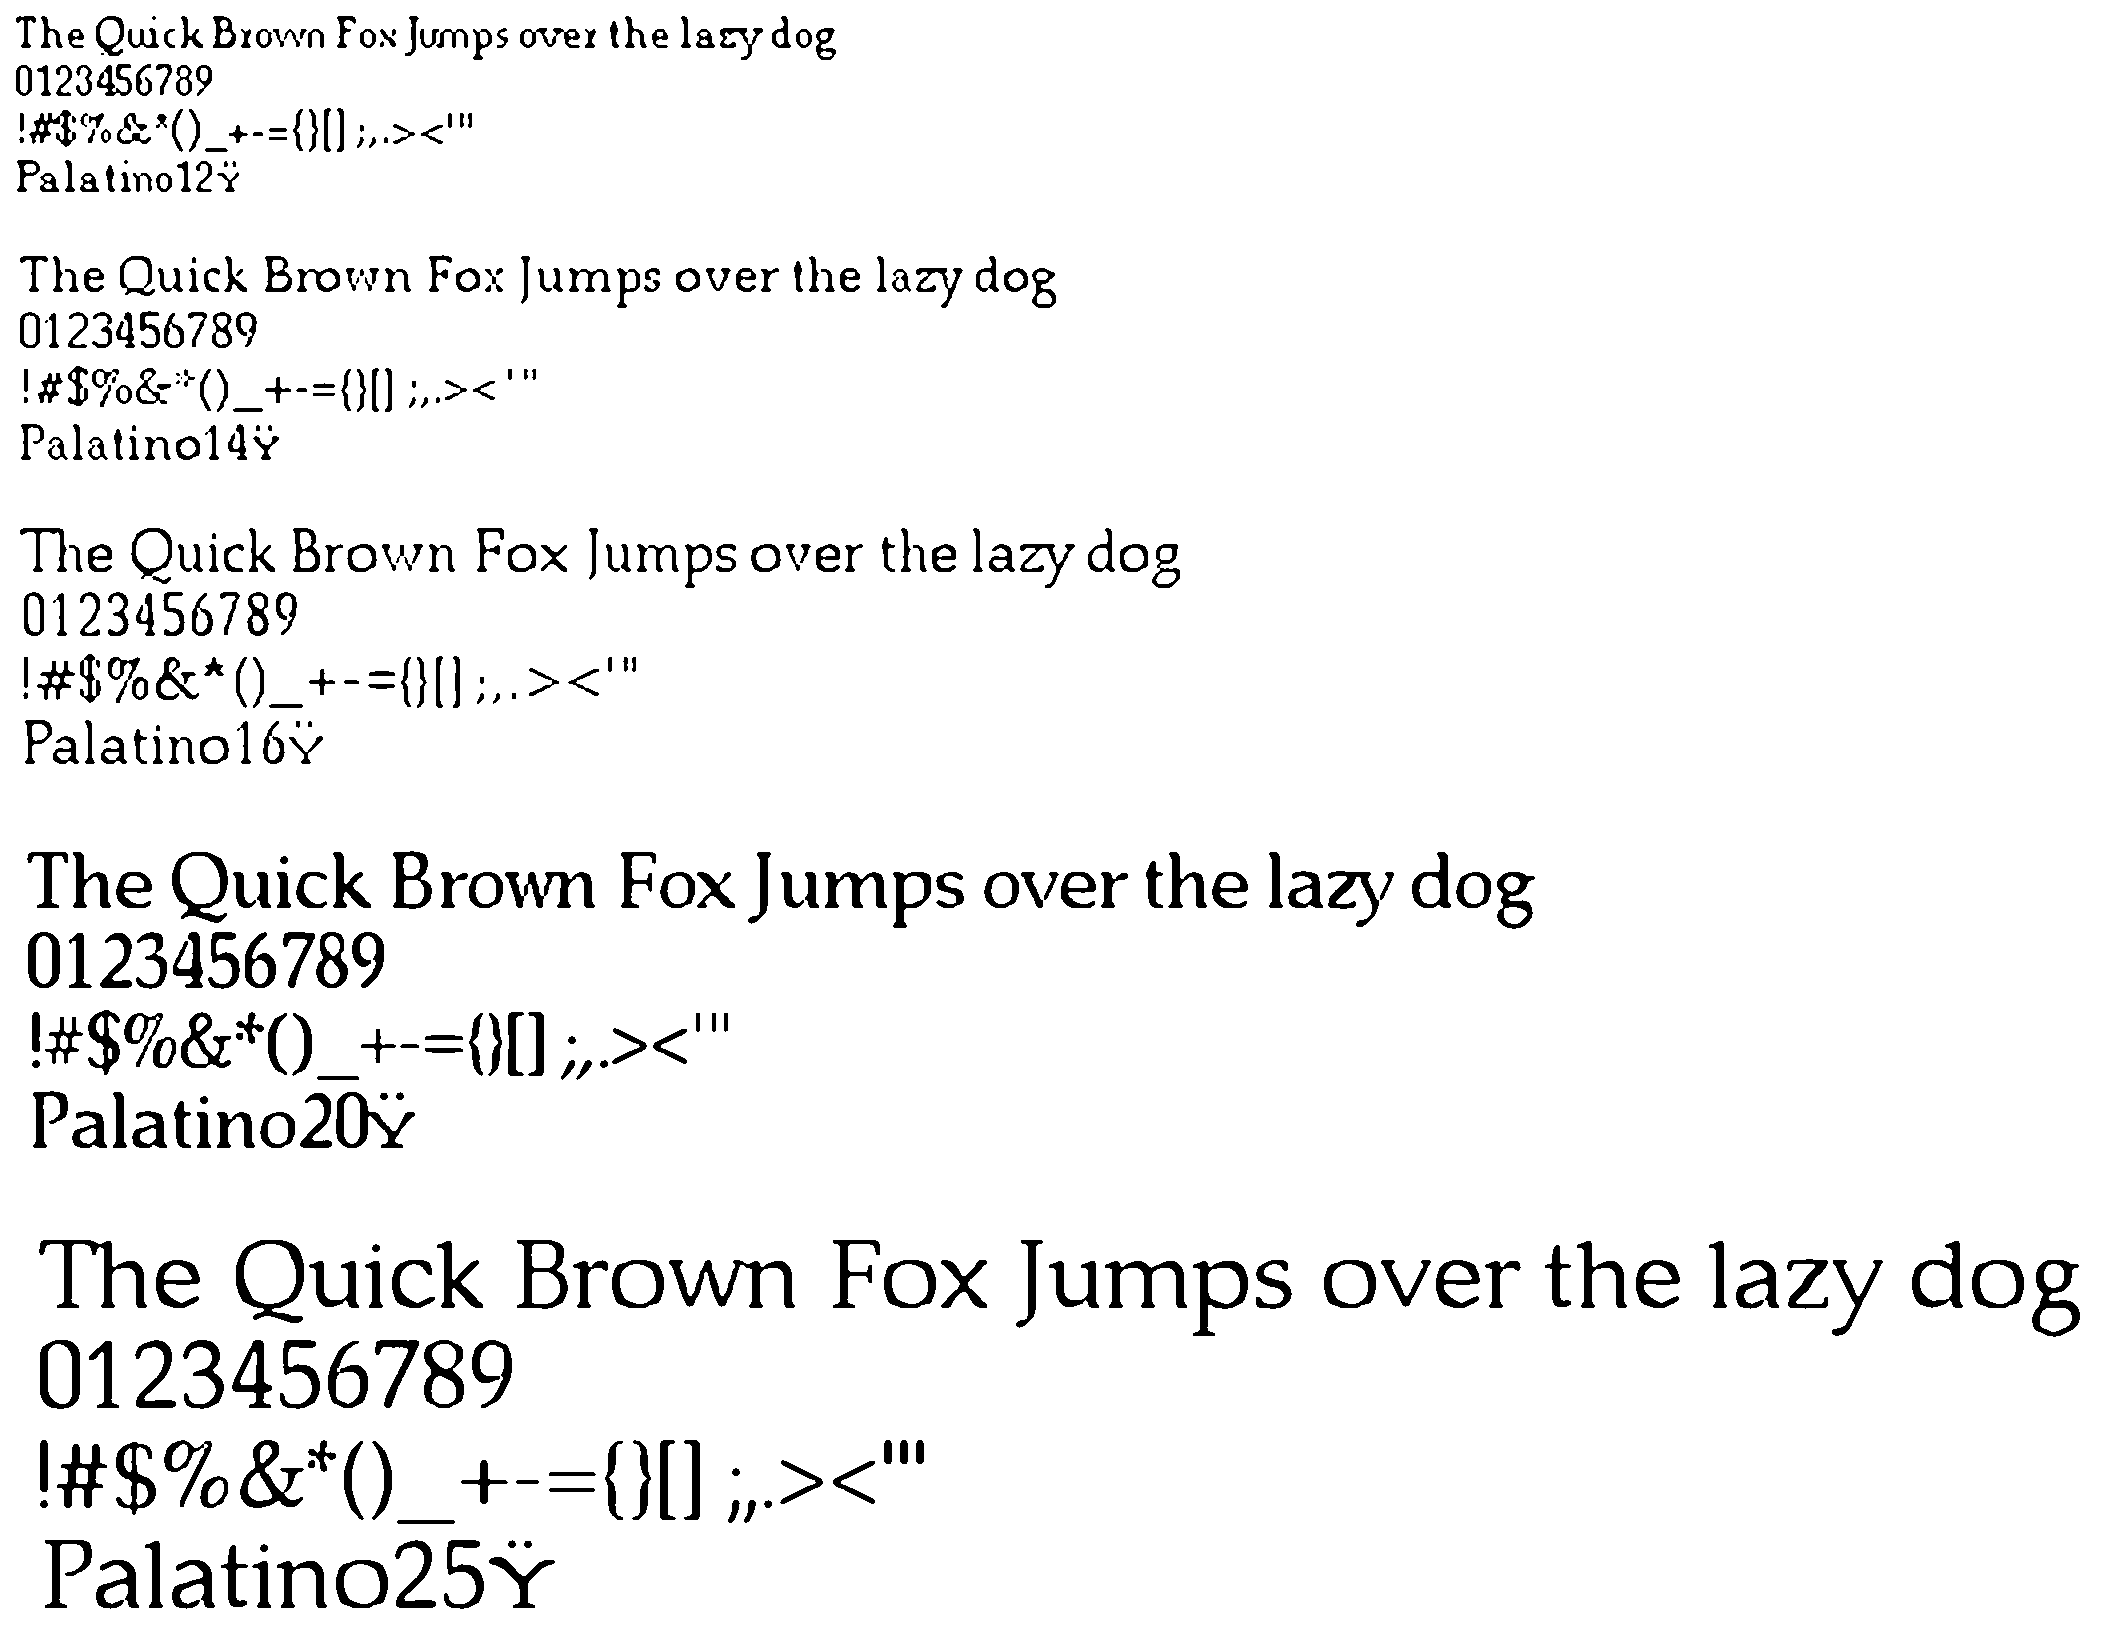 The Quick Brown Fox Jumps over the lazy dog
0123456789
!#$%&*()_+-={}[] ;,.><'"
Palatino12Ÿ
The Quick Brown Fox Jumps over the lazy dog
0123456789
!#$%&*()_+-={}[] ;,.><'"
Palatino14Ÿ
The Quick Brown Fox Jumps over the lazy dog
0123456789
!#$%&*()_+-={}[] ;,.><'"
Palatino16Ÿ
The Quick Brown Fox Jumps over the lazy dog
0123456789
!#$%&*()_+-={}[] ;,.><'"
Palatino20Ÿ
The Quick Brown Fox Jumps over the lazy dog
0123456789
!#$%&*()_+-={}[] ;,.><'"
Palatino25Ÿ